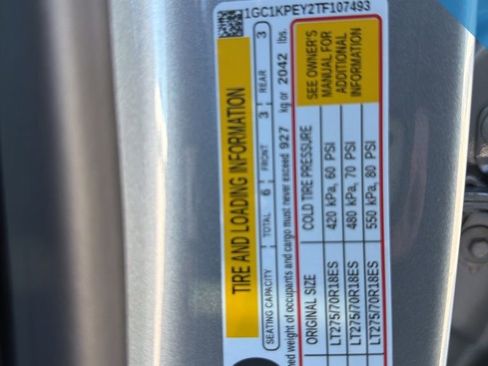 1GC1KPEY2TF107493
TIRE AND LOADING INFORMATION
SEATING CAPACITY TOTAL 6 FRONT 3 REAR 3
weight of occupants and cargo must never exceed 927 kg or 2042 lbs.
ORIGINAL SIZE COLD TIRE PRESSURE
LT275/70R18ES 420 kPa, 60 PSI
LT275/70R18ES 480 kPa, 70 PSI
LT275/70R18ES 550 kPa, 80 PSI
SEE OWNER'S
MANUAL FOR
ADDITIONAL
INFORMATION